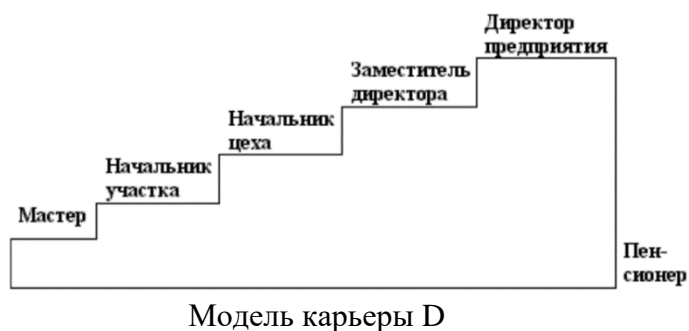 Директор
предприятия
Заместитель
директора
Начальник
цеха
Начальник
участка
Мастер
Пен-
сионер
Модель карьеры D